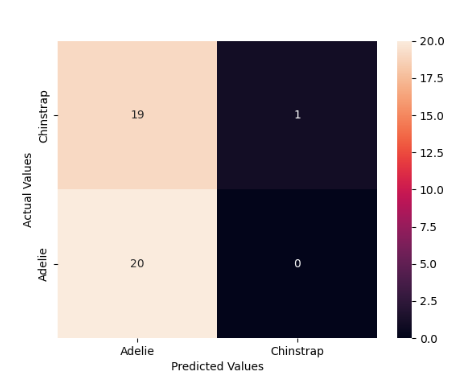 20.0
17.5
15.0
12.5
10.0
7.5
5.0
2.5
0.0
Actual Values
Chinstrap
19 1
Adelie
20 0
Adelie Chinstrap
Predicted Values